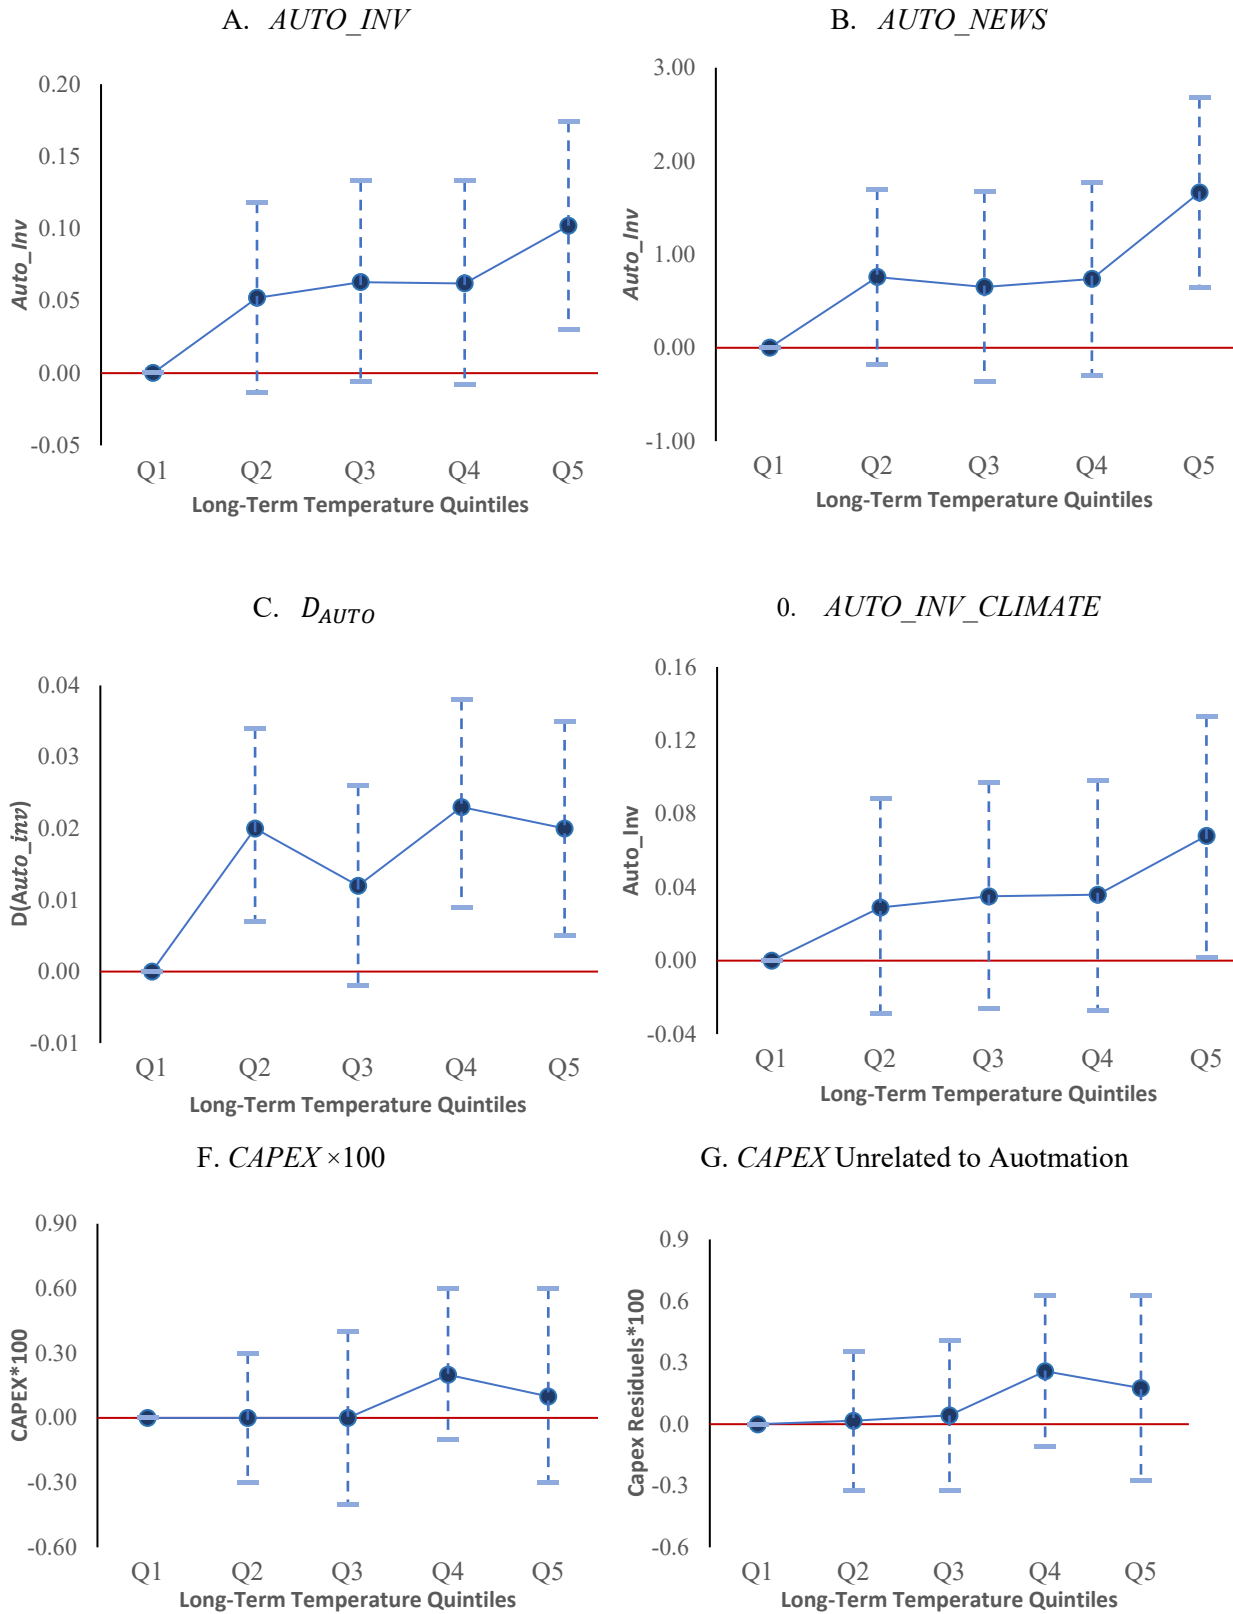 A. AUTO_INV
0.20
0.15
0.10
0.05
0.00
-0.05
Auto_Inv
Q1 Q2 Q3 Q4 Q5
Long-Term Temperature Quintiles
B. AUTO_NEWS
3.00
2.00
1.00
0.00
-1.00
Auto_Inv
Q1 Q2 Q3 Q4 Q5
Long-Term Temperature Quintiles
C. D_AUTO
0.04
0.03
0.02
0.01
0.00
-0.01
D(Auto_inv)
Q1 Q2 Q3 Q4 Q5
Long-Term Temperature Quintiles
0. AUTO_INV_CLIMATE
0.16
0.12
0.08
0.04
0.00
-0.04
Auto_Inv
Q1 Q2 Q3 Q4 Q5
Long-Term Temperature Quintiles
F. CAPEX ×100
0.90
0.60
0.30
0.00
-0.30
-0.60
CAPEX*100
Q1 Q2 Q3 Q4 Q5
Long-Term Temperature Quintiles
G. CAPEX Unrelated to Auotmation
0.9
0.6
0.3
0.0
-0.3
-0.6
Capex Residuels*100
Q1 Q2 Q3 Q4 Q5
Long-Term Temperature Quintiles